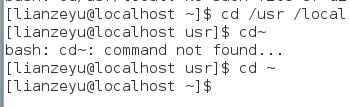 [lianzeyu@localhost ~]$ cd /usr /local
[lianzeyu@localhost usr]$ cd~
bash: cd~: command not found...
[lianzeyu@localhost usr]$ cd ~
[lianzeyu@localhost ~]$